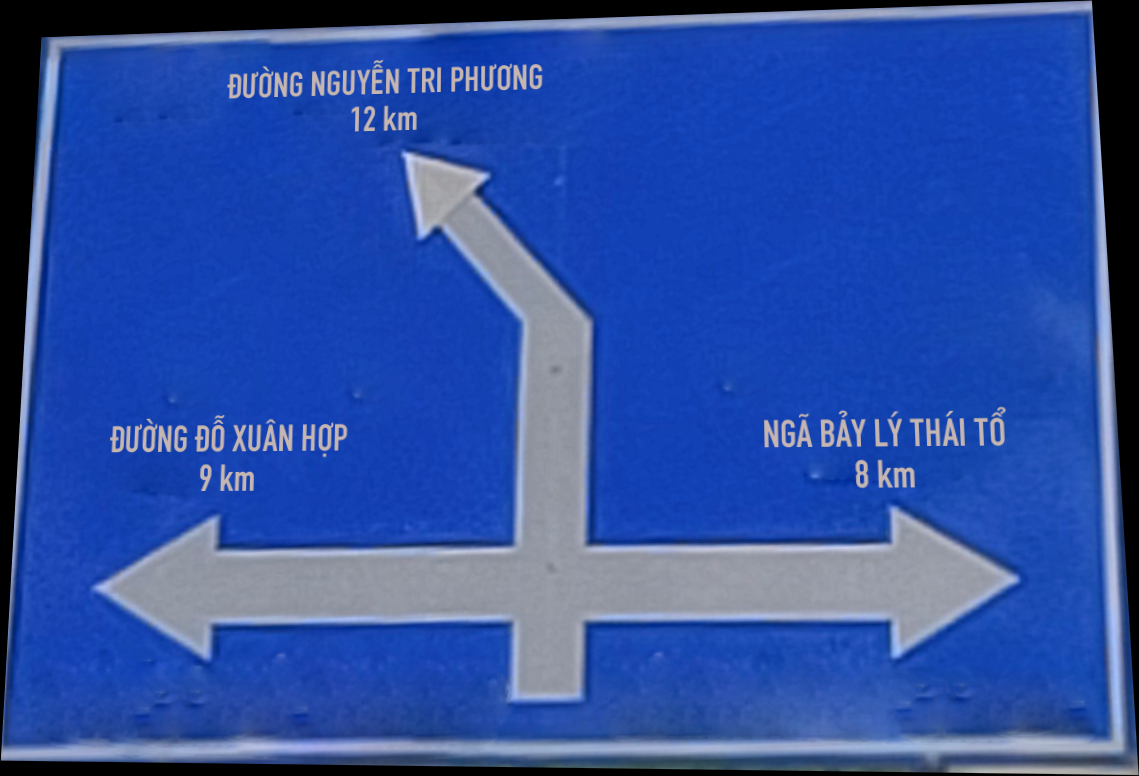 ĐƯỜNG NGUYỄN TRI PHƯƠNG
12 km
ĐƯỜNG ĐỖ XUÂN HỢP
9 km
NGÃ BẢY LÝ THÁI TỔ
8 km